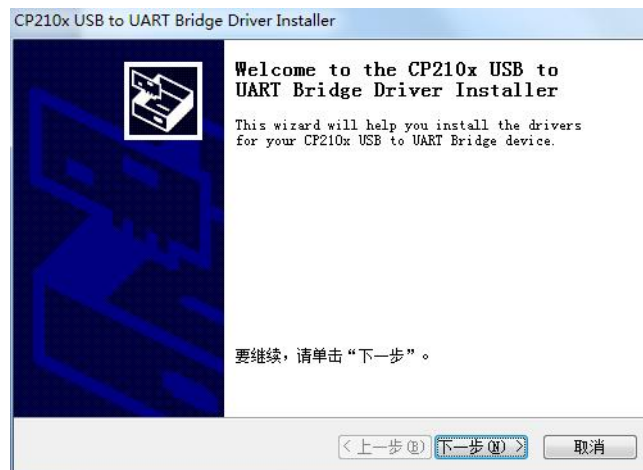 CP210x USB to UART Bridge Driver Installer
Welcome to the CP210x USB to
UART Bridge Driver Installer
This wizard will help you install the drivers
for your CP210x USB to UART Bridge device.
要继续，请单击“下一步”。
< 上一步(B)
下一步(N) >
取消